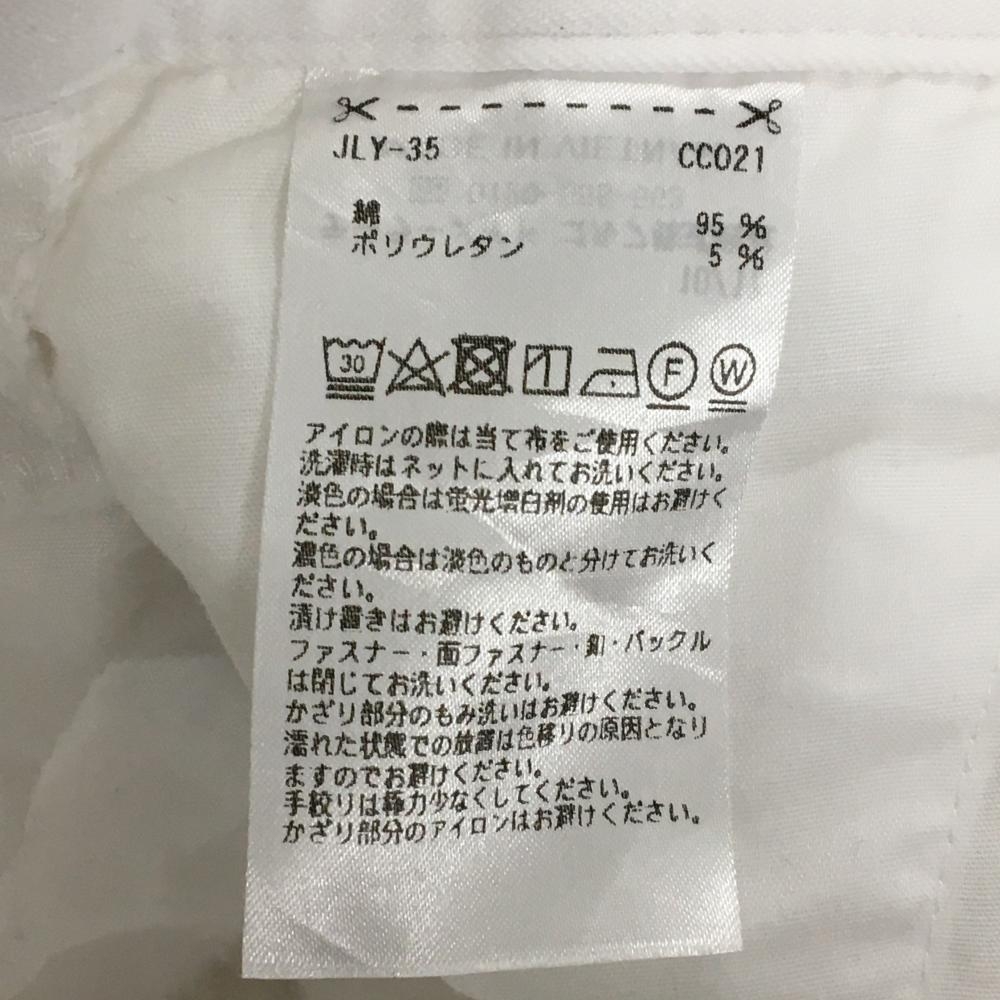 JLY-35 CC021
綿 95 %
ポリウレタン 5 %
30 F W
アイロンの際は当て布をご使用ください。
洗濯時はネットに入れてお洗いください。
淡色の場合は蛍光増白剤の使用はお避けく
ださい。
濃色の場合は淡色のものと分けてお洗いく
ださい。
漬け置きはお避けください。
ファスナー・面ファスナー・釦・バックル
は閉じてお洗いください。
かざり部分のもみ洗いはお避けください。
濡れた状態での放置は色移りの原因となり
ますのでお避けください。
手絞りは極力少なくしてください。
かざり部分のアイロンはお避けください。